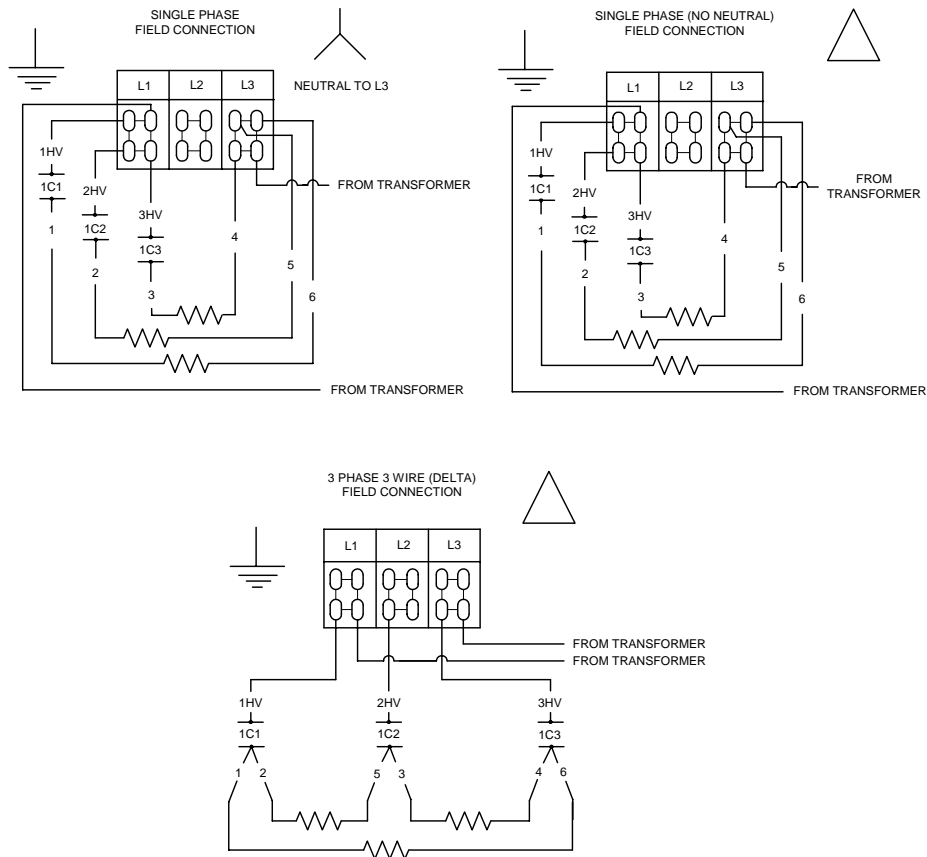 SINGLE PHASE
FIELD CONNECTION
NEUTRAL TO L3
L1 L2 L3
1HV
1C1
1
2HV
1C2
2
3HV
1C3
3
4
5
6
FROM TRANSFORMER
FROM TRANSFORMER
SINGLE PHASE (NO NEUTRAL)
FIELD CONNECTION
L1 L2 L3
1HV
1C1
1
2HV
1C2
2
3HV
1C3
3
4
5
6
FROM
TRANSFORMER
FROM TRANSFORMER
3 PHASE 3 WIRE (DELTA)
FIELD CONNECTION
L1 L2 L3
FROM TRANSFORMER
FROM TRANSFORMER
1HV 2HV 3HV
1C1 1C2 1C3
1 2 5 3 4 6